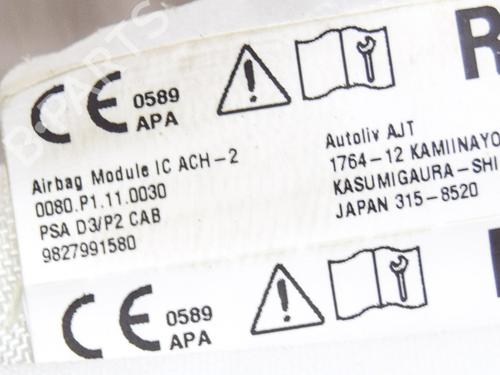 CE 0589
APA
R
Airbag Module IC ACH-2
0080.P1.11.0030
PSA D3/P2 CAB
9827991580
Autoliv AJT
1764-12 KAMIINAYO
KASUMIGAURA-SHI
JAPAN 315-8520
CE 0589
APA
B-PARTS